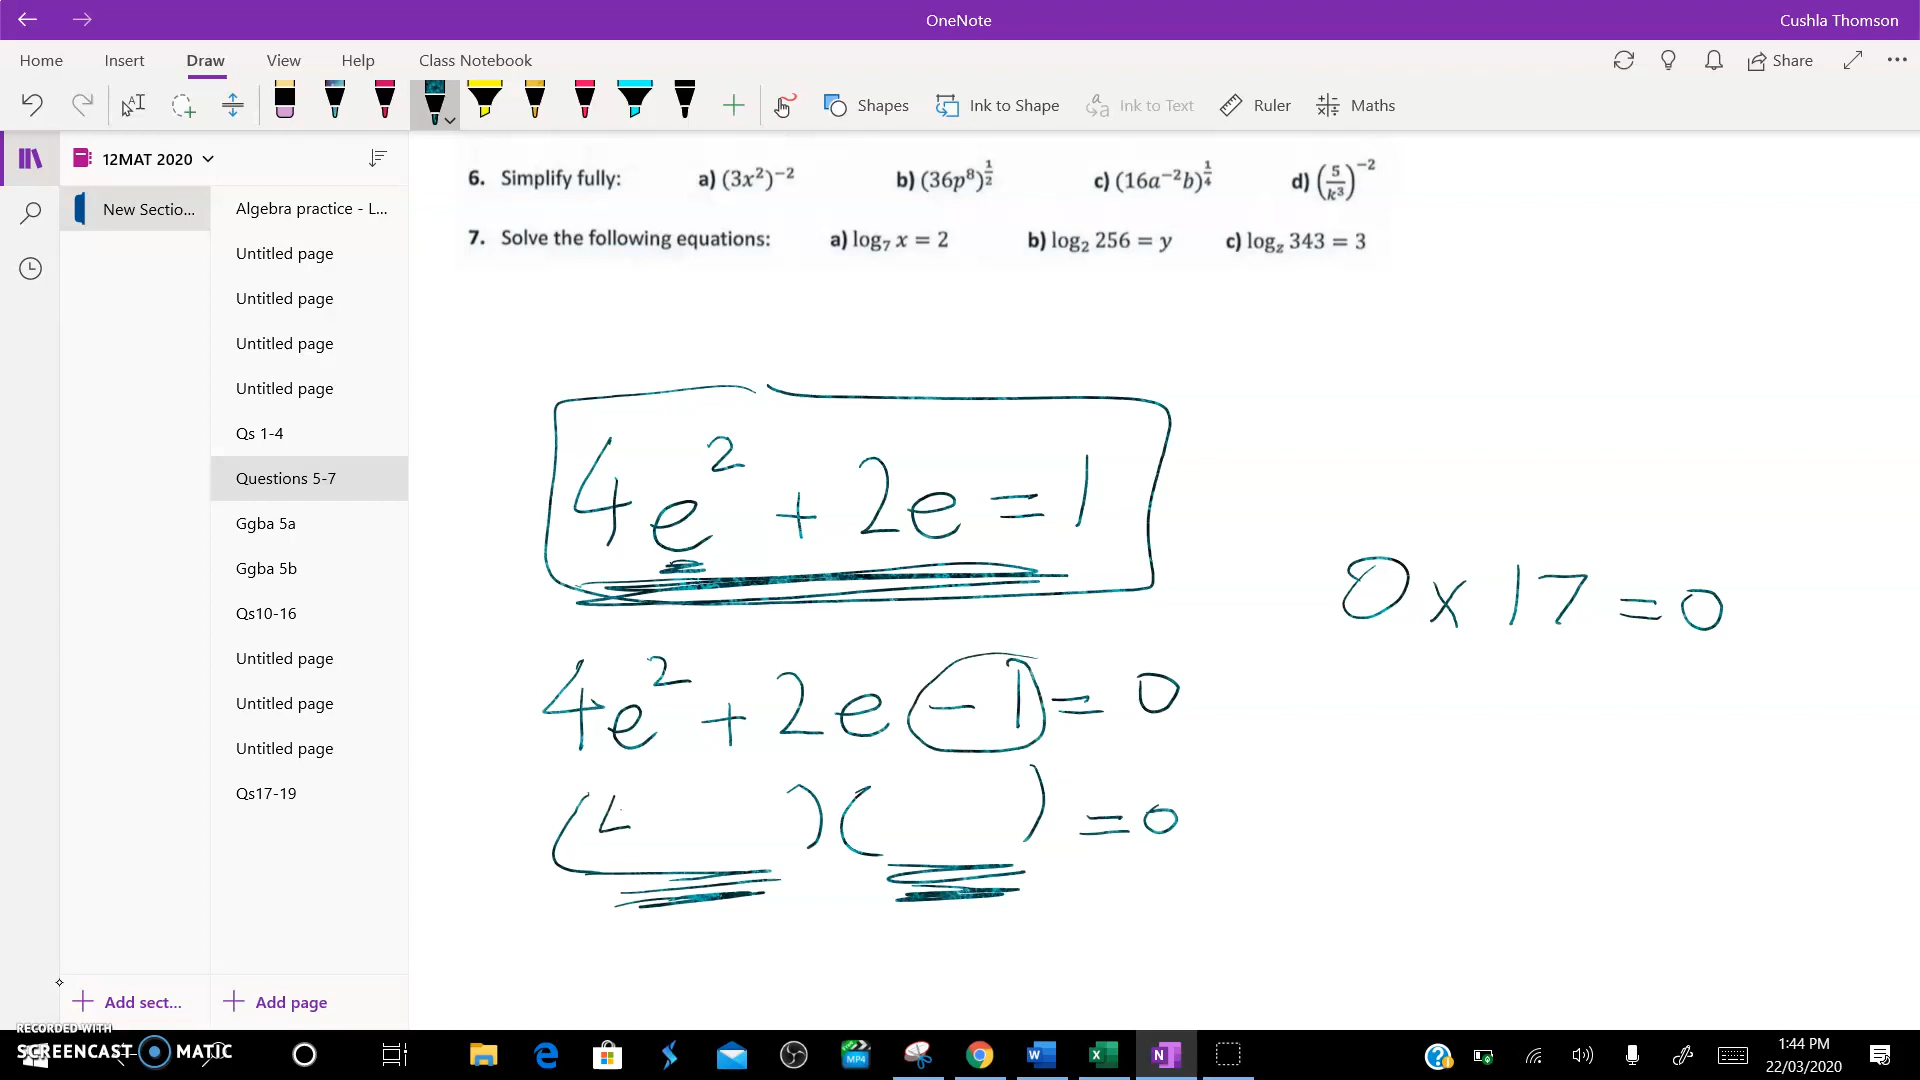 OneNote
Cushla Thomson
Home Insert Draw View Help Class Notebook
Share
Shapes Ink to Shape Ink to Text Ruler Maths
12MAT 2020
New Sectio...
Algebra practice - L...
Untitled page
Untitled page
Untitled page
Untitled page
Qs 1-4
Questions 5-7
Ggba 5a
Ggba 5b
Qs10-16
Untitled page
Untitled page
Untitled page
Qs17-19
Add sect...
Add page
6. Simplify fully: a) (3x²)⁻² b) (36p⁸)^½ c) (16a⁻²b)^¼ d) (5/k³)⁻²
7. Solve the following equations: a) log₇ x = 2 b) log₂ 256 = y c) log_z 343 = 3
4e² + 2e = 1
0 x 17 = 0
4e² + 2e - 1 = 0
(4 )( ) = 0
RECORDED WITH
SCREENCAST MATIC
MP4
1:44 PM
22/03/2020